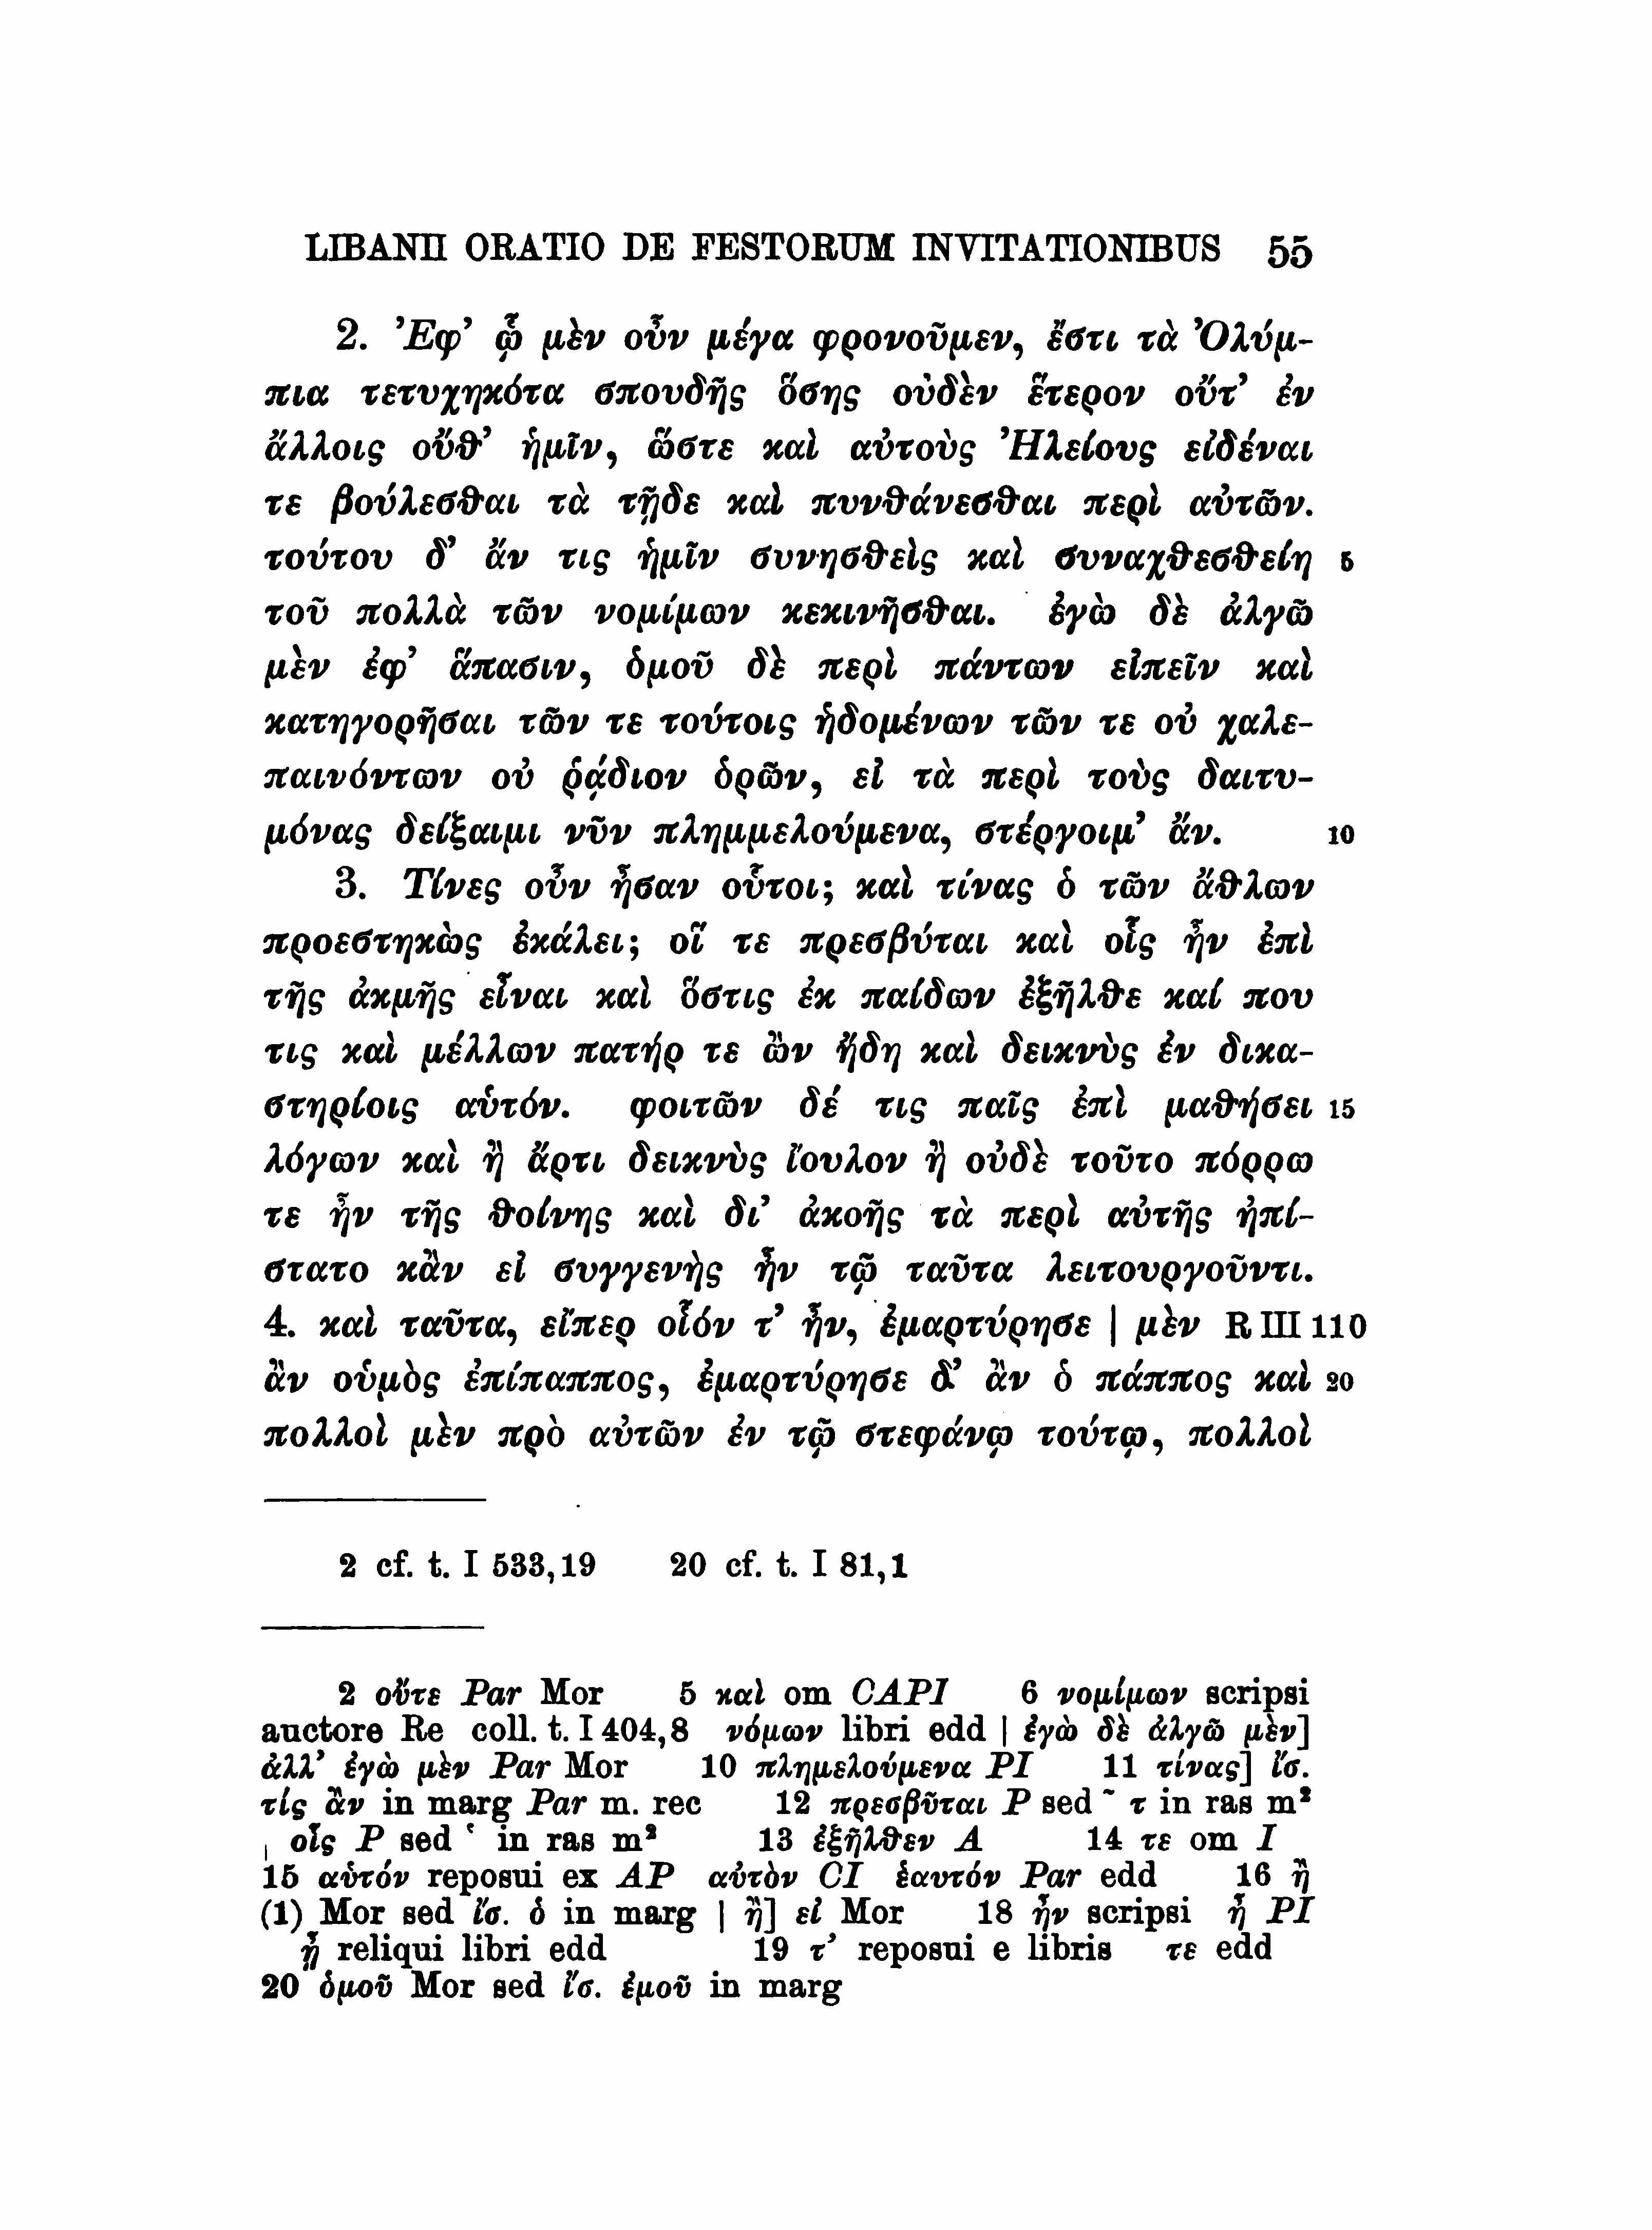 LIBANII ORATIO DE FESTORUM INVITATIONIBUS 55
2. Ἐφ’ ᾧ μὲν οὖν μέγα φρονοῦμεν, ἔστι τὰ Ὀλύμ-
πια τετυχηκότα σπουδῆς ὅσης οὐδὲν ἕτερον οὔτ’ ἐν
ἄλλοις οὔθ’ ἡμῖν, ὥστε καὶ αὐτοὺς Ἠλείους εἰδέναι
τε βούλεσθαι τὰ τῇδε καὶ πυνθάνεσθαι περὶ αὐτῶν.
τούτου δ’ ἄν τις ἡμῖν συνησθεὶς καὶ συναχθεσθείη 5
τοῦ πολλὰ τῶν νομίμων κεκινῆσθαι. ἐγὼ δὲ ἀλγῶ
μὲν ἐφ’ ἅπασιν, ὁμοῦ δὲ περὶ πάντων εἰπεῖν καὶ
κατηγορῆσαι τῶν τε τούτοις ἡδομένων τῶν τε οὐ χαλε-
παινόντων οὐ ῥᾴδιον ὁρῶν, εἰ τὰ περὶ τοὺς δαιτυ-
μόνας δείξαιμι νῦν πλημμελούμενα, στέργοιμ’ ἄν. 10
3. Τίνες οὖν ἦσαν οὗτοι; καὶ τίνας ὁ τῶν ἄθλων
προεστηκὼς ἐκάλει; οἵ τε πρεσβύται καὶ οἷς ἦν ἐπὶ
τῆς ἀκμῆς εἶναι καὶ ὅστις ἐκ παίδων ἐξῆλθε καί που
τις καὶ μέλλων πατήρ τε ὢν ἤδη καὶ δεικνὺς ἐν δικα-
στηρίοις αὑτόν. φοιτῶν δέ τις παῖς ἐπὶ μαθήσει 15
λόγων καὶ ἢ ἄρτι δεικνὺς ἴουλον ἢ οὐδὲ τοῦτο πόρρω
τε ἦν τῆς θοίνης καὶ δι’ ἀκοῆς τὰ περὶ αὐτῆς ἠπί-
στατο κἂν εἰ συγγενὴς ἦν τῷ ταῦτα λειτουργοῦντι.
4. καὶ ταῦτα, εἴπερ οἷόν τ’ ἦν, ἐμαρτύρησε | μὲν R III 110
ἂν οὑμὸς ἐπίπαππος, ἐμαρτύρησε δ’ ἂν ὁ πάππος καὶ 20
πολλοὶ μὲν πρὸ αὐτῶν ἐν τῷ στεφάνῳ τούτῳ, πολλοὶ
2 cf. t. I 533,19 20 cf. t. I 81,1
2 οὔτε Par Mor 5 καὶ om CAPI 6 νομίμων scripsi
auctore Re coll. t. I 404,8 νόμων libri edd | ἐγὼ δὲ ἀλγῶ μὲν]
ἀλλ’ ἐγὼ μὲν Par Mor 10 πλημελούμενα PI 11 τίνας] ἴσ.
τίς ἂν in marg Par m. rec 12 πρεσβῦται P sed ῀ τ in ras m²
| οἷς P sed ῾ in ras m² 13 ἐξῆλθεν A 14 τε om I
15 αὑτόν reposui ex AP αὐτὸν CI ἑαυτόν Par edd 16 ἢ
(1) Mor sed ἴσ. ὁ in marg | ἢ] εἰ Mor 18 ἦν scripsi ἦ PI
ᾖ reliqui libri edd 19 τ’ reposui e libris τε edd
20 ὁμοῦ Mor sed ἴσ. ἐμοῦ in marg